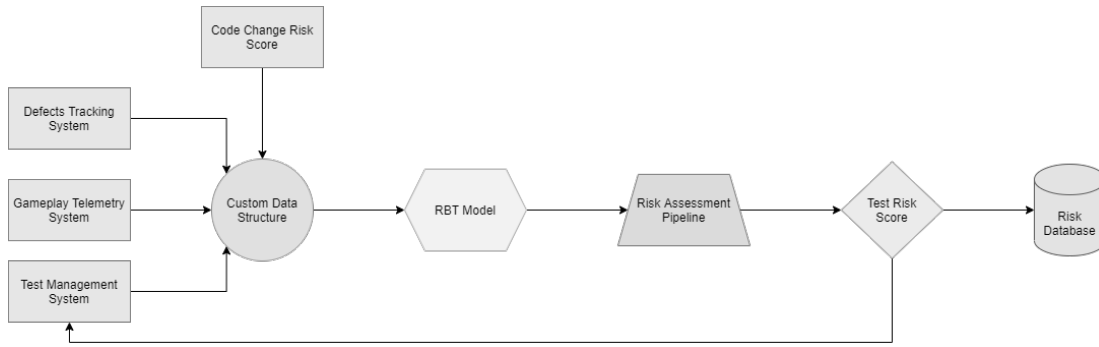 Code Change Risk
Score
Defects Tracking
System
Gameplay Telemetry
System
Test Management
System
Custom Data
Structure
RBT Model
Risk Assessment
Pipeline
Test Risk
Score
Risk
Database